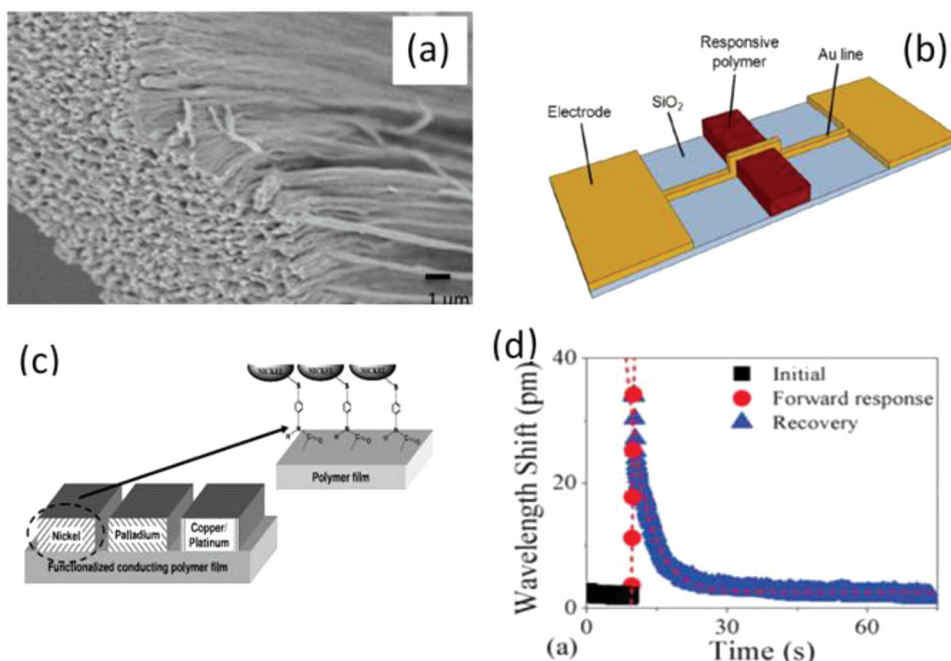 (a)
1 µm
(b)
Responsive
polymer
Au line
SiO2
Electrode
(c)
NICKEL NICKEL NICKEL
S S S
N N N
H O H O H O
Polymer film
Nickel Palladium Copper/
Platinum
Functionalized conducting polymer film
(d)
40
20
0
Wavelength Shift (pm)
Initial
Forward response
Recovery
0 30 60
(a) Time (s)